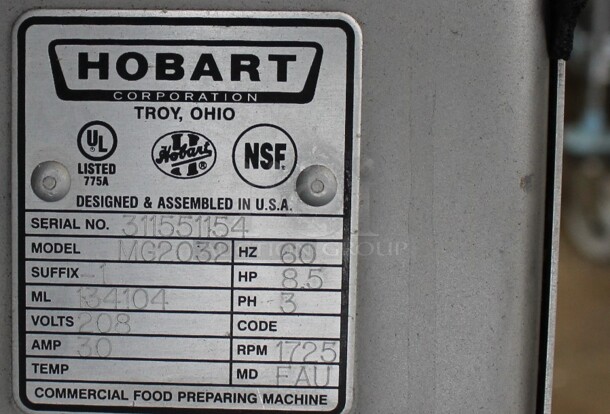 HOBART
CORPORATION
TROY, OHIO
UL
LISTED
775A
Hobart
NSF
DESIGNED & ASSEMBLED IN U.S.A.
SERIAL NO. 311551154
MODEL MG2032 HZ 60
SUFFIX -1 HP 8.5
ML 134104 PH 3
VOLTS 208 CODE
AMP 30 RPM 1725
TEMP MD FAU
COMMERCIAL FOOD PREPARING MACHINE
GROUP